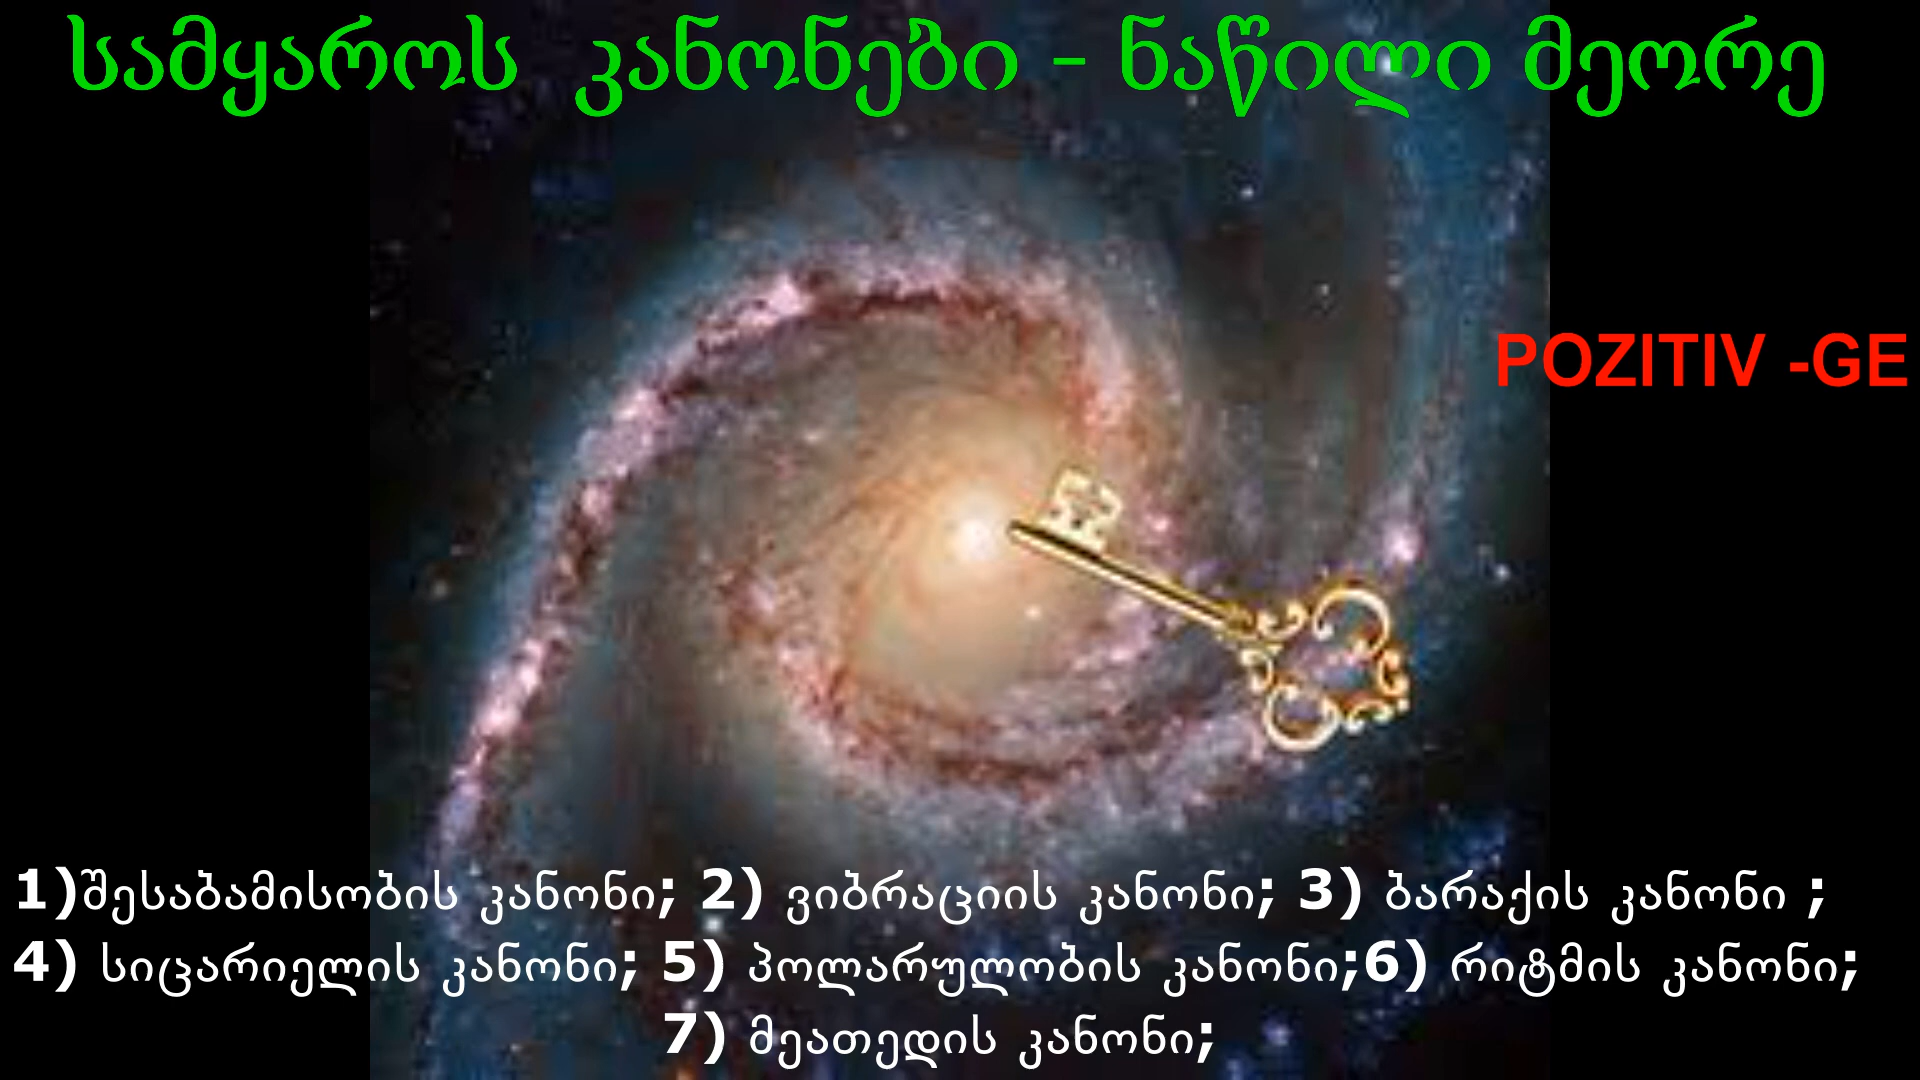 სამყაროს კანონები - ნაწილი მეორე
POZITIV -GE
1)შესაბამისობის კანონი; 2) ვიბრაციის კანონი; 3) ბარაქის კანონი ;
4) სიცარიელის კანონი; 5) პოლარულობის კანონი;6) რიტმის კანონი;
7) მეათედის კანონი;